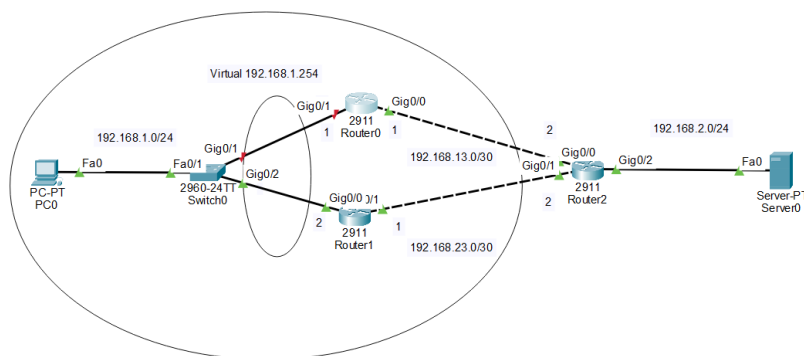 Virtual 192.168.1.254
Gig0/1
Gig0/0
2911
Router0
1
1
2
192.168.1.0/24
192.168.2.0/24
Fa0
Fa0/1
Gig0/1
Gig0/2
PC-PT
PC0
2960-24TT
Switch0
192.168.13.0/30
Gig0/1
Gig0/0
Gig0/2
Fa0
2911
Router2
Server-PT
Server0
Gig0/0
0/1
2
1
2
2911
Router1
192.168.23.0/30